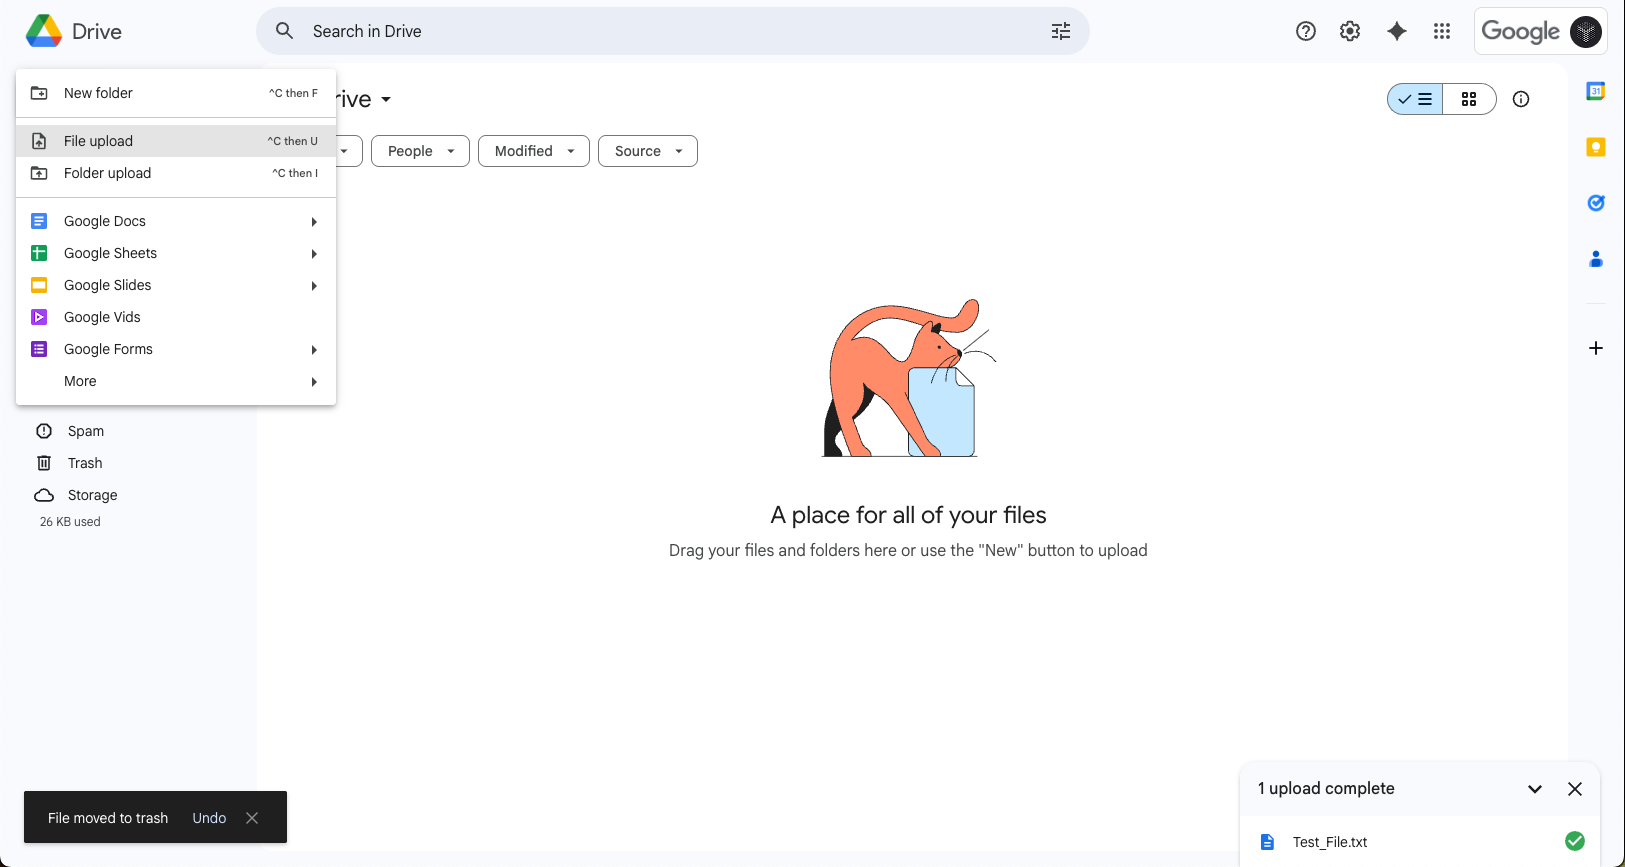 Drive
Search in Drive
Google
New folder ^C then F
File upload ^C then U
Folder upload ^C then I
Google Docs
Google Sheets
Google Slides
Google Vids
Google Forms
More
rive
People
Modified
Source
31
Spam
Trash
Storage
26 KB used
A place for all of your files
Drag your files and folders here or use the "New" button to upload
File moved to trash Undo
1 upload complete
Test_File.txt